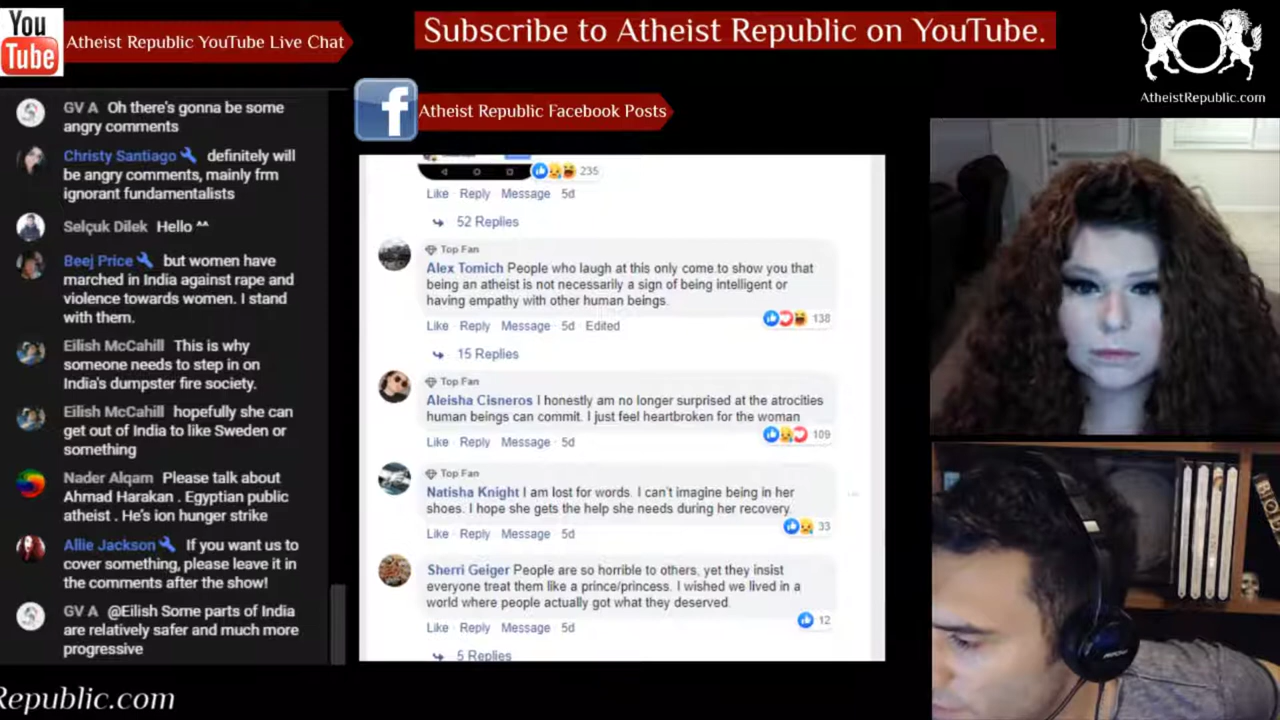 You
Tube
Atheist Republic YouTube Live Chat
Subscribe to Atheist Republic on YouTube.
AtheistRepublic.com
Atheist Republic Facebook Posts
GV A Oh there's gonna be some
angry comments
Christy Santiago definitely will
be angry comments, mainly frm
ignorant fundamentalists
Selçuk Dilek Hello ^^
Beej Price but women have
marched in India against rape and
violence towards women. I stand
with them.
Eilish McCahill This is why
someone needs to step in on
India's dumpster fire society.
Eilish McCahill hopefully she can
get out of India to like Sweden or
something
Nader Alqam Please talk about
Ahmad Harakan . Egyptian public
atheist . He's ion hunger strike
Allie Jackson If you want us to
cover something, please leave it in
the comments after the show!
GV A @Eilish Some parts of India
are relatively safer and much more
progressive
235
Like · Reply · Message · 5d
52 Replies
Top Fan
Alex Tomich People who laugh at this only come to show you that
being an atheist is not necessarily a sign of being intelligent or
having empathy with other human beings.
138
Like · Reply · Message · 5d · Edited
15 Replies
Top Fan
Aleisha Cisneros I honestly am no longer surprised at the atrocities
human beings can commit. I just feel heartbroken for the woman
109
Like · Reply · Message · 5d
Top Fan
Natisha Knight I am lost for words. I can't imagine being in her
shoes. I hope she gets the help she needs during her recovery.
33
Like · Reply · Message · 5d
Sherri Geiger People are so horrible to others, yet they insist
everyone treat them like a prince/princess. I wished we lived in a
world where people actually got what they deserved.
12
Like · Reply · Message · 5d
5 Replies
Republic.com